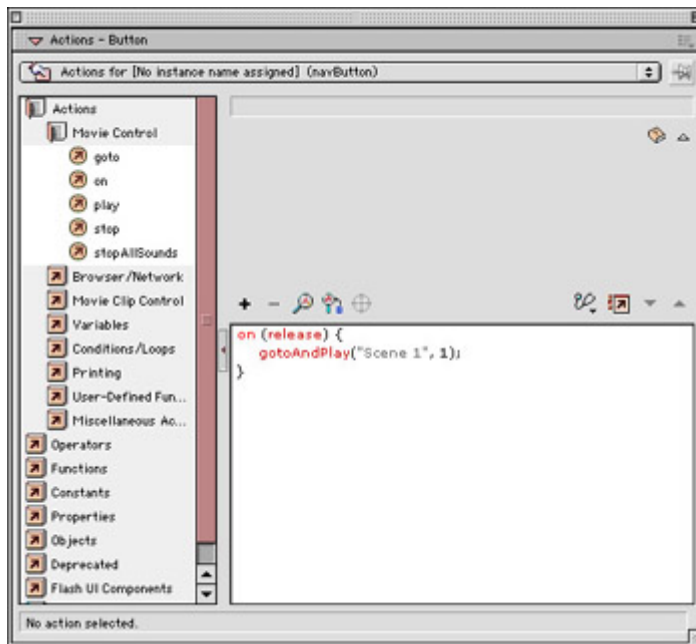 Actions - Button
Actions for [No instance name assigned] (navButton)
Actions
Movie Control
goto
on
play
stop
stopAllSounds
Browser/Network
Movie Clip Control
Variables
Conditions/Loops
Printing
User-Defined Fun...
Miscellaneous Ac...
Operators
Functions
Constants
Properties
Objects
Deprecated
Flash UI Components
on (release) {
gotoAndPlay("Scene 1", 1);
}
No action selected.